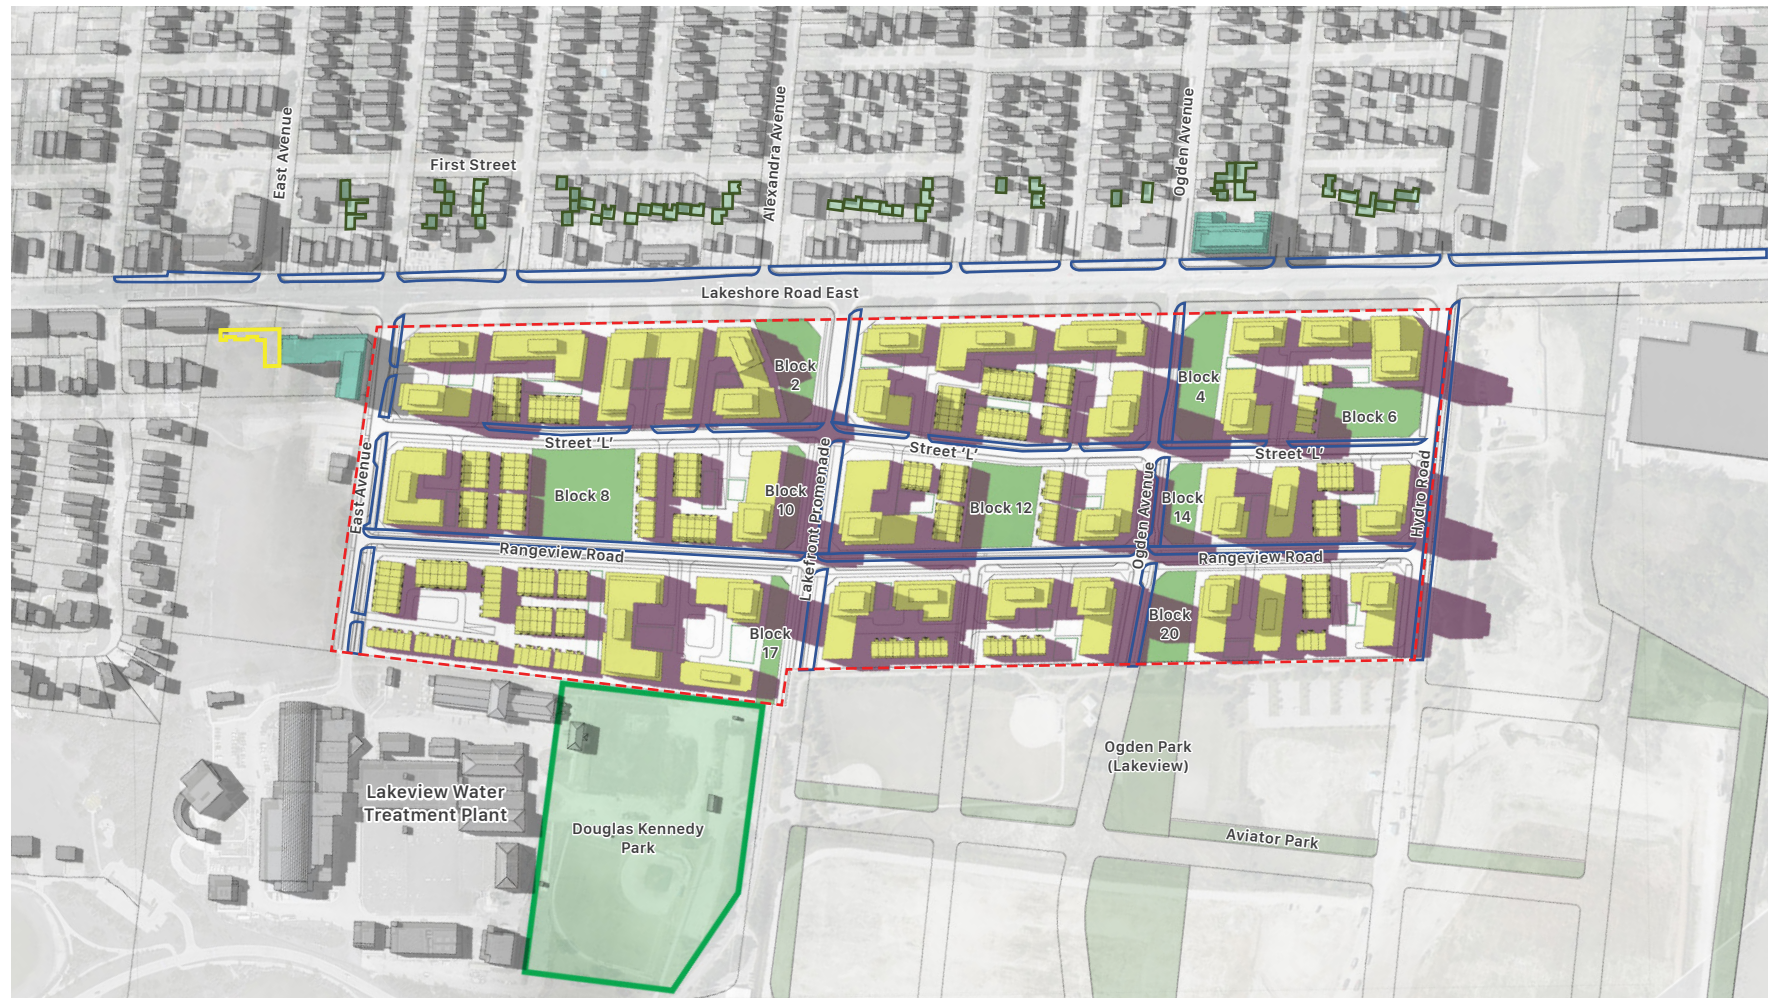 East Avenue
First Street
Alexandra Avenue
Ogden Avenue
Lakeshore Road East
Block
2
Block
4
Block 6
Street ‘L’
Street ‘L’
Street ‘L’
East Avenue
Block 8
Block
10
Lakefront Promenade
Block 12
Ogden Avenue
Block
14
Hydro Road
Rangeview Road
Rangeview Road
Block
17
Block
20
Ogden Park
(Lakeview)
Lakeview Water
Treatment Plant
Douglas Kennedy
Park
Aviator Park